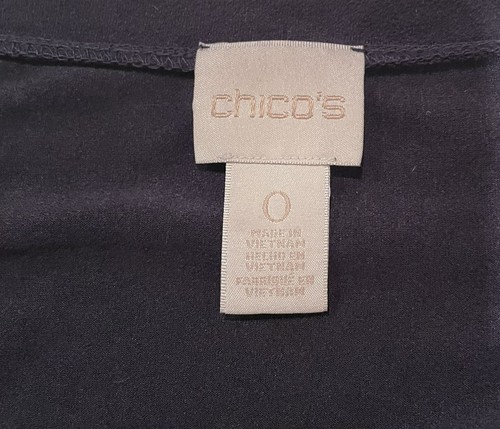 chico's
0
MADE IN
VIETNAM
HECHO EN
VIETNAM
FABRIQUÉ EN
VIETNAM